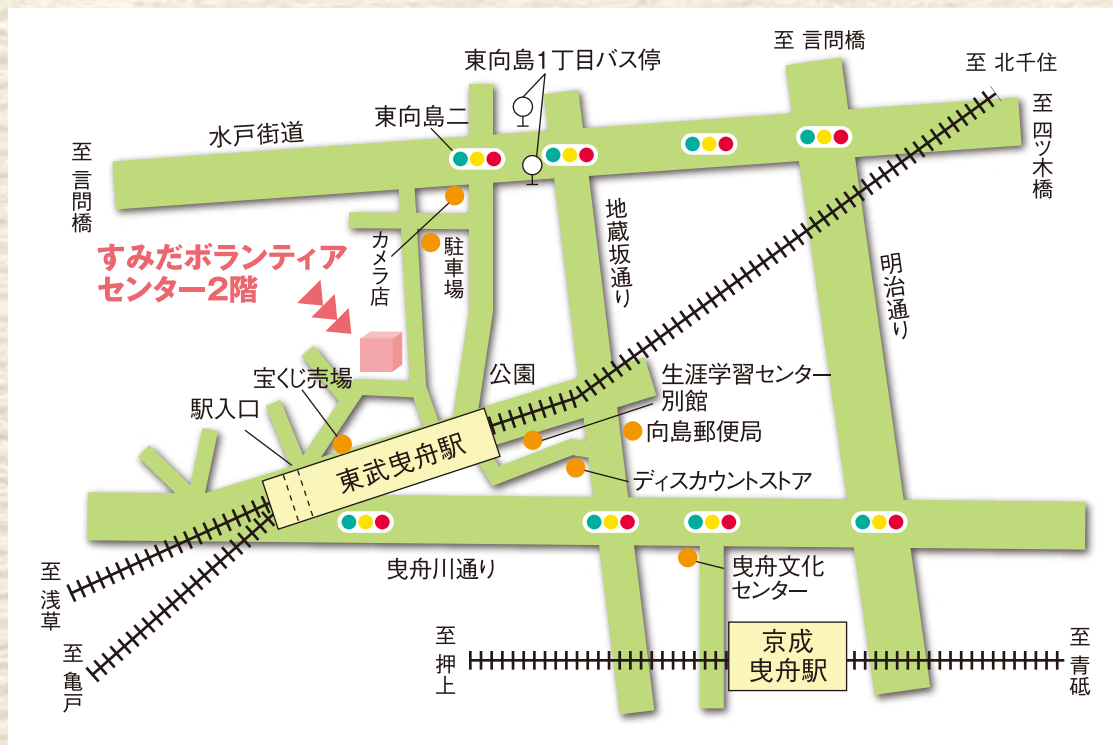 至 言問橋
東向島1丁目バス停
至 北千住
東向島二
水戸街道
至 四ツ木橋
至 言問橋
地蔵坂通り
カメラ店
駐車場
すみだボランティア
センター2階
明治通り
公園
生涯学習センター
別館
宝くじ売場
駅入口
向島郵便局
東武曳舟駅
ディスカウントストア
曳舟川通り
曳舟文化
センター
至 浅草
至 亀戸
至 押上
京成
曳舟駅
至 青砥